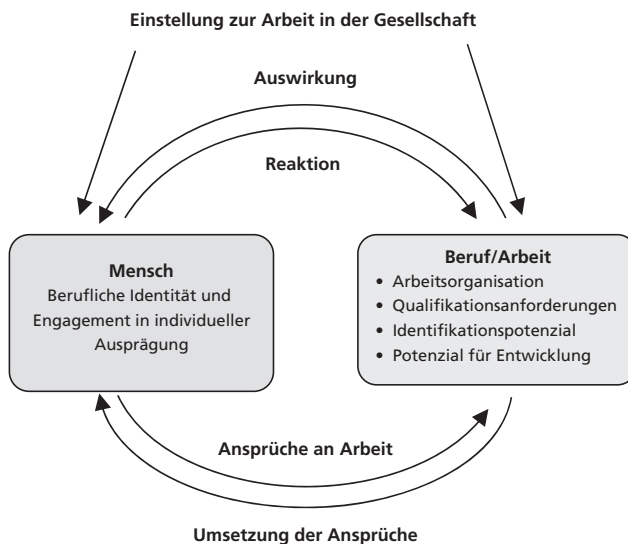 Einstellung zur Arbeit in der Gesellschaft
Auswirkung
Reaktion
Mensch
Berufliche Identität und
Engagement in individueller
Ausprägung
Beruf/Arbeit
• Arbeitsorganisation
• Qualifikationsanforderungen
• Identifikationspotenzial
• Potenzial für Entwicklung
Ansprüche an Arbeit
Umsetzung der Ansprüche